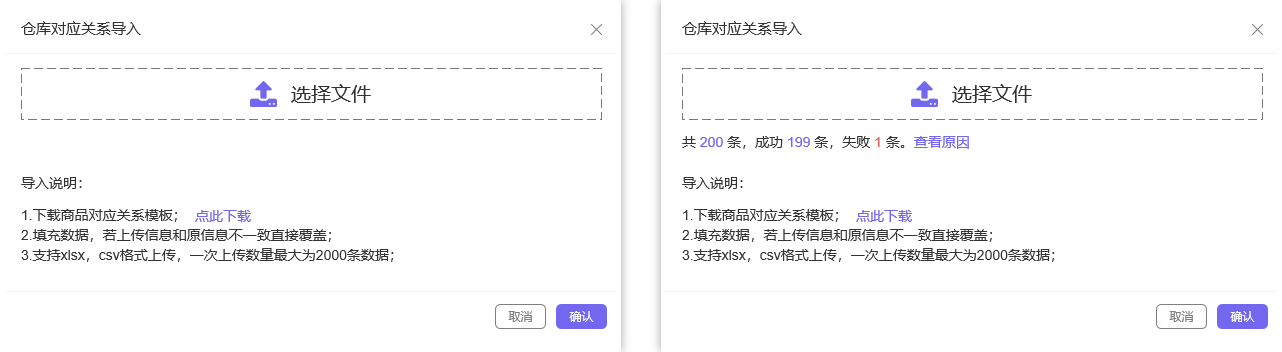 仓库对应关系导入
选择文件
导入说明：
1.下载商品对应关系模板； 点此下载
2.填充数据，若上传信息和原信息不一致直接覆盖；
3.支持xlsx，csv格式上传，一次上传数量最大为2000条数据；
取消 确认
仓库对应关系导入
选择文件
共 200 条，成功 199 条，失败 1 条。查看原因
导入说明：
1.下载商品对应关系模板； 点此下载
2.填充数据，若上传信息和原信息不一致直接覆盖；
3.支持xlsx，csv格式上传，一次上传数量最大为2000条数据；
取消 确认